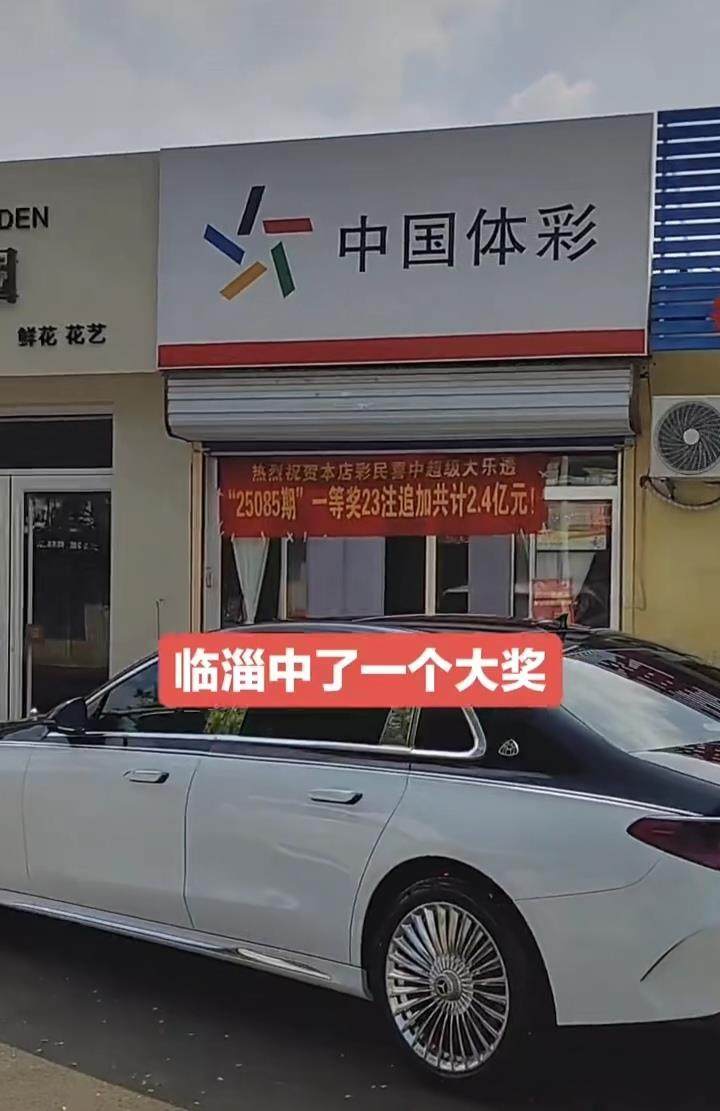 DEN
鲜花 花艺
中国体彩
热烈祝贺本店彩民喜中超级大乐透
“25085期”一等奖23注追加共计2.4亿元！
临淄中了一个大奖